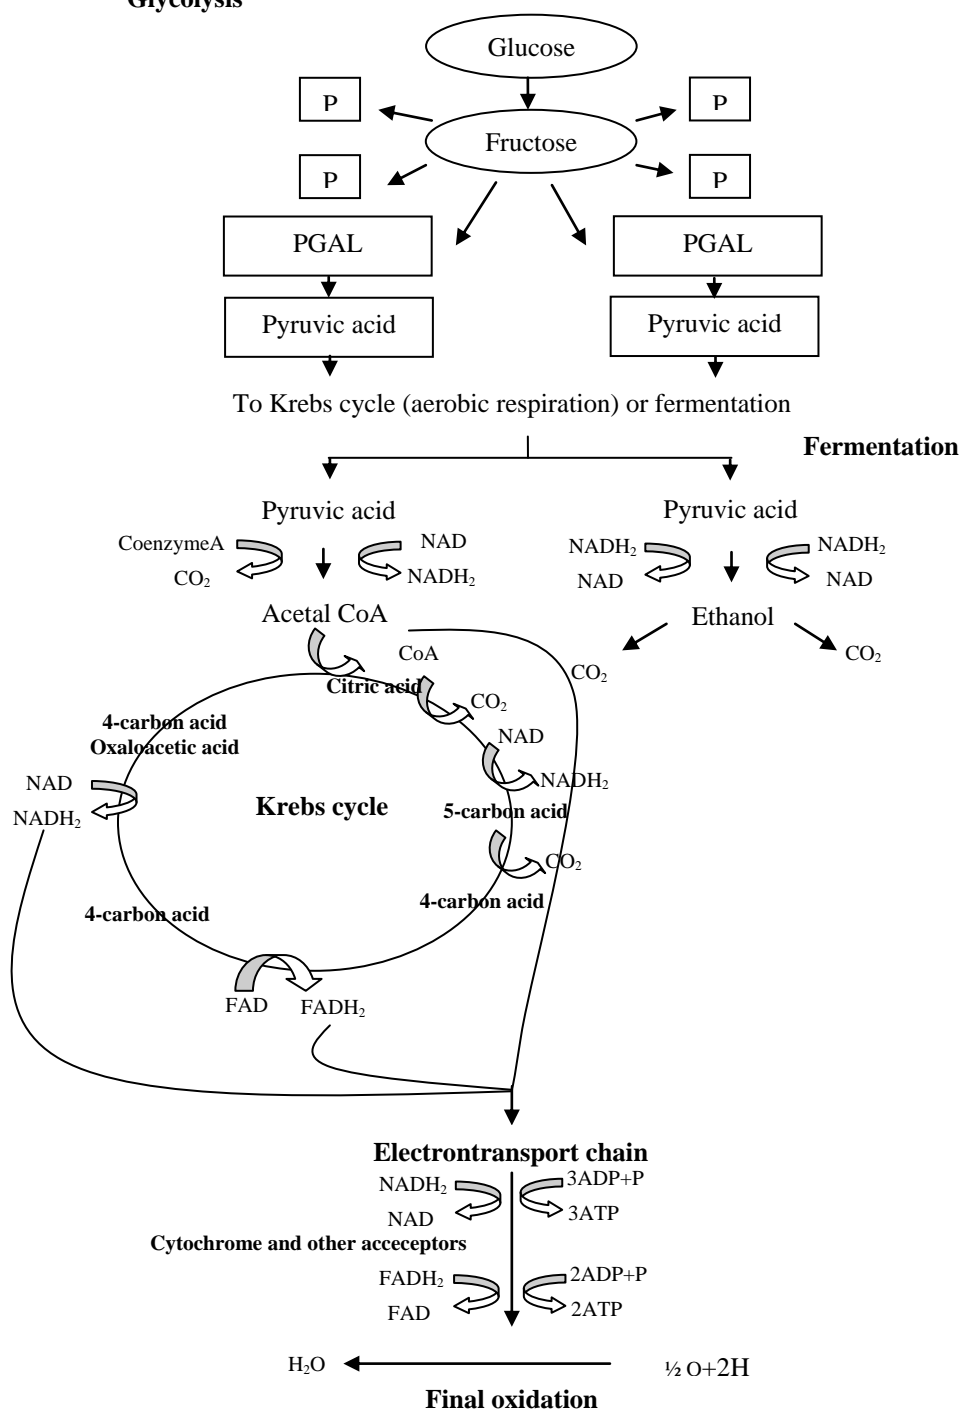 Glycolysis
Glucose
P
P
Fructose
P
P
PGAL
PGAL
Pyruvic acid
Pyruvic acid
To Krebs cycle (aerobic respiration) or fermentation
Fermentation
Pyruvic acid
Pyruvic acid
CoenzymeA
NAD
NADH₂
NADH₂
CO₂
NADH₂
NAD
NAD
Acetal CoA
Ethanol
CoA
CO₂
CO₂
Citric acid
CO₂
4-carbon acid
Oxaloacetic acid
NAD
NAD
NADH₂
NADH₂
Krebs cycle
5-carbon acid
CO₂
4-carbon acid
4-carbon acid
FAD
FADH₂
Electrontransport chain
NADH₂
3ADP+P
NAD
3ATP
Cytochrome and other acceceptors
FADH₂
2ADP+P
FAD
2ATP
H₂O
½ O+2H
Final oxidation